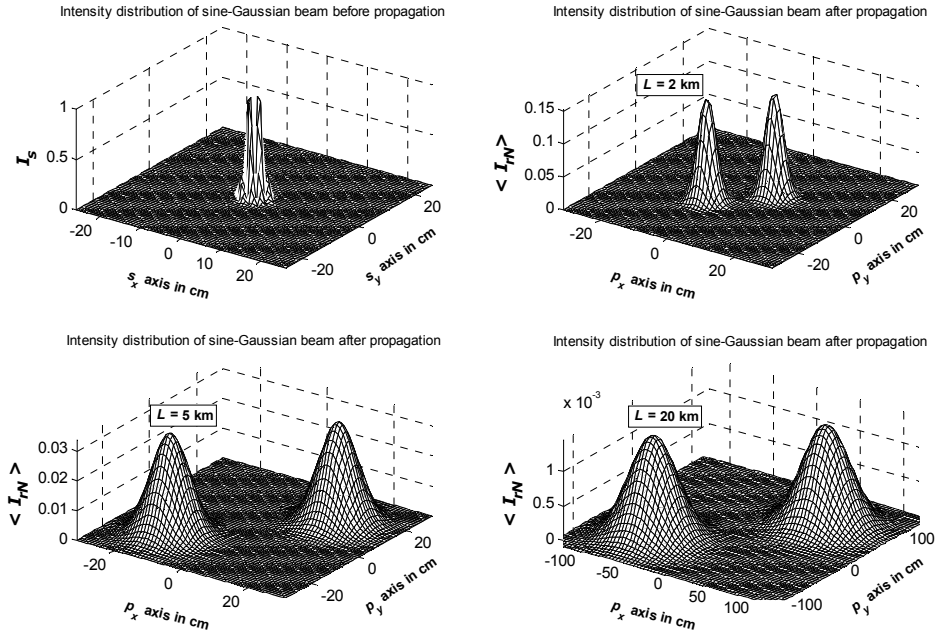 Intensity distribution of sine-Gaussian beam before propagation
1
0.5
0
I_s
-20
-10
0
10
20
s_x axis in cm
-20
0
20
s_y axis in cm
Intensity distribution of sine-Gaussian beam after propagation
L = 2 km
0.15
0.1
0.05
0
< I_rN >
-20
0
20
p_x axis in cm
-20
0
20
p_y axis in cm
Intensity distribution of sine-Gaussian beam after propagation
L = 5 km
0.03
0.02
0.01
0
< I_rN >
-20
0
20
p_x axis in cm
-20
0
20
p_y axis in cm
Intensity distribution of sine-Gaussian beam after propagation
x 10^-3
L = 20 km
1
0.5
0
< I_rN >
-100
-50
0
50
100
p_x axis in cm
-100
0
100
p_y axis in cm